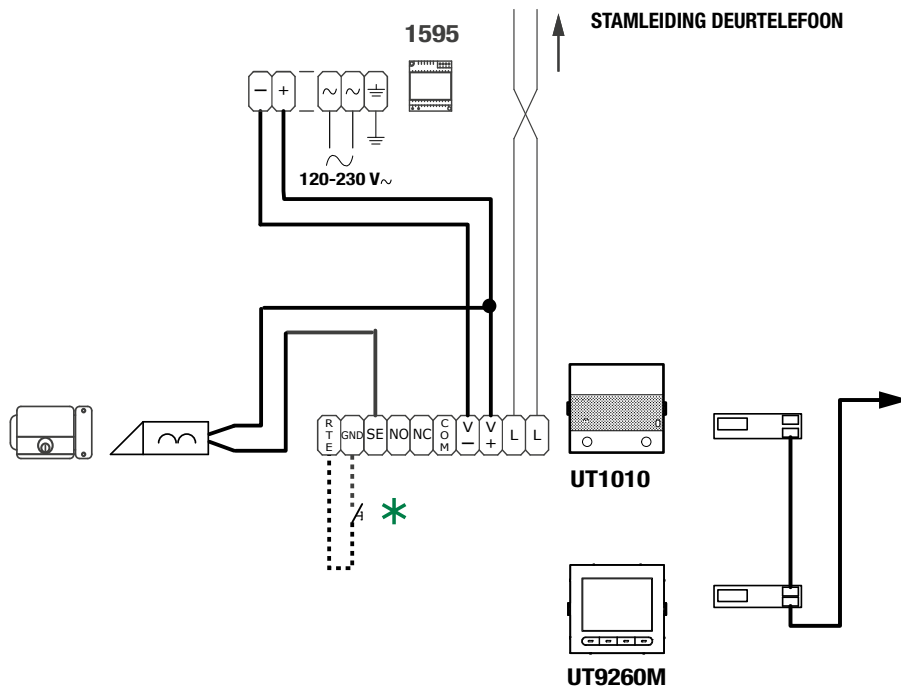 STAMLEIDING DEURTELEFOON
1595
− + ~ ~
120-230 V~
RTE GND SE NO NC COM V− V+ L L
UT1010
UT9260M